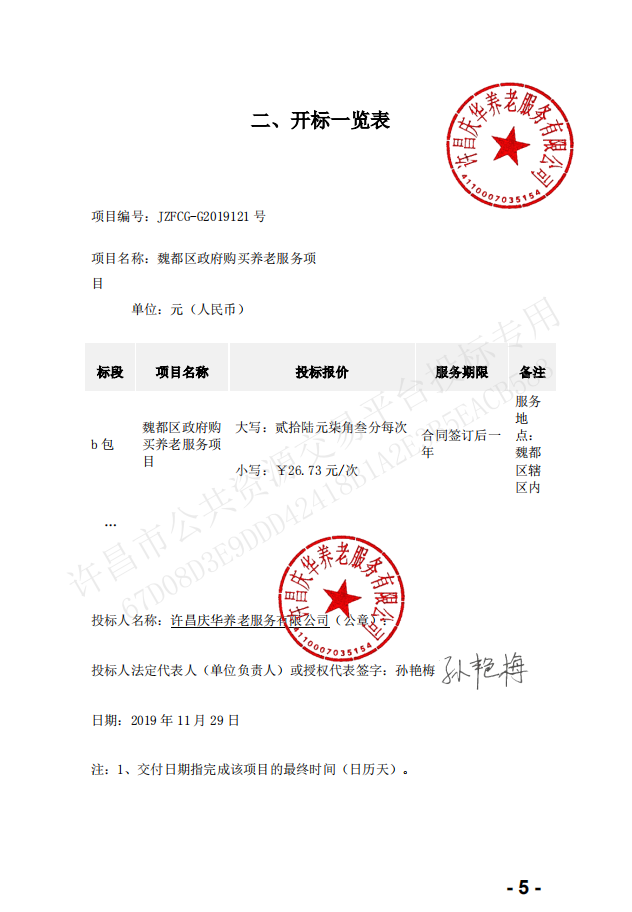 二、开标一览表
许昌庆华养老服务有限公司
4110007035154
项目编号：JZFCG-G2019121 号
项目名称：魏都区政府购买养老服务项
目
单位：元（人民币）
标段 项目名称 投标报价 服务期限 备注
b 包
魏都区政府购
买养老服务项
目
大写：贰拾陆元柒角叁分每次
小写：￥26.73 元/次
合同签订后一
年
服务
地
点：
魏都
区辖
区内
…
许昌市公共资源交易平台投标专用
许昌庆华养老服务有限公司
4110007035154
投标人名称：许昌庆华养老服务有限公司（公章）：
投标人法定代表人（单位负责人）或授权代表签字：孙艳梅 孙艳梅
日期：2019 年 11 月 29 日
注：1、交付日期指完成该项目的最终时间（日历天）。
- 5 -